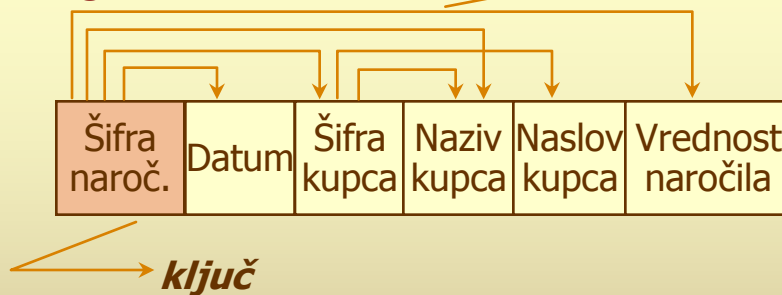 Šifra
naroč.
Datum
Šifra
kupca
Naziv
kupca
Naslov
kupca
Vrednost
naročila
ključ